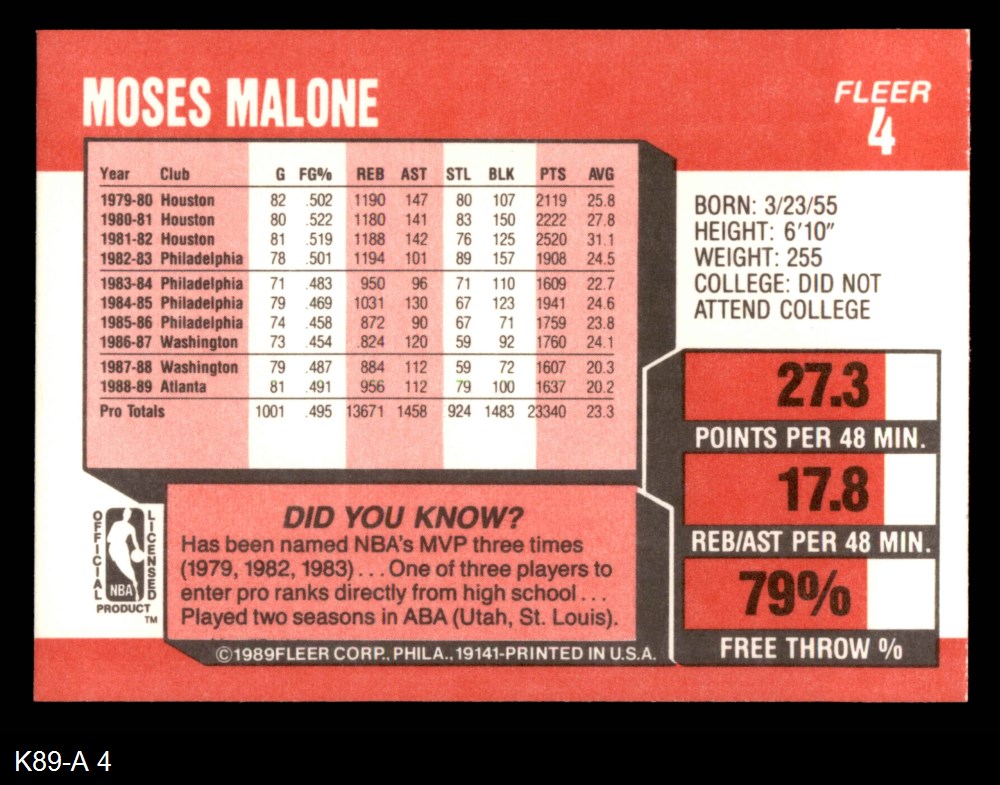 MOSES MALONE
FLEER
4
Year Club G FG% REB AST STL BLK PTS AVG
1979-80 Houston 82 .502 1190 147 80 107 2119 25.8
1980-81 Houston 80 .522 1180 141 83 150 2222 27.8
1981-82 Houston 81 .519 1188 142 76 125 2520 31.1
1982-83 Philadelphia 78 .501 1194 101 89 157 1908 24.5
1983-84 Philadelphia 71 .483 950 96 71 110 1609 22.7
1984-85 Philadelphia 79 .469 1031 130 67 123 1941 24.6
1985-86 Philadelphia 74 .458 872 90 67 71 1759 23.8
1986-87 Washington 73 .454 824 120 59 92 1760 24.1
1987-88 Washington 79 .487 884 112 59 72 1607 20.3
1988-89 Atlanta 81 .491 956 112 79 100 1637 20.2
Pro Totals 1001 .495 13671 1458 924 1483 23340 23.3
BORN: 3/23/55
HEIGHT: 6'10"
WEIGHT: 255
COLLEGE: DID NOT
ATTEND COLLEGE
27.3
POINTS PER 48 MIN.
17.8
REB/AST PER 48 MIN.
79%
FREE THROW %
OFFICIAL
LICENSED
NBA
PRODUCT
TM
DID YOU KNOW?
Has been named NBA's MVP three times
(1979, 1982, 1983) . . . One of three players to
enter pro ranks directly from high school . . .
Played two seasons in ABA (Utah, St. Louis).
©1989 FLEER CORP., PHILA., 19141-PRINTED IN U.S.A.
K89-A 4